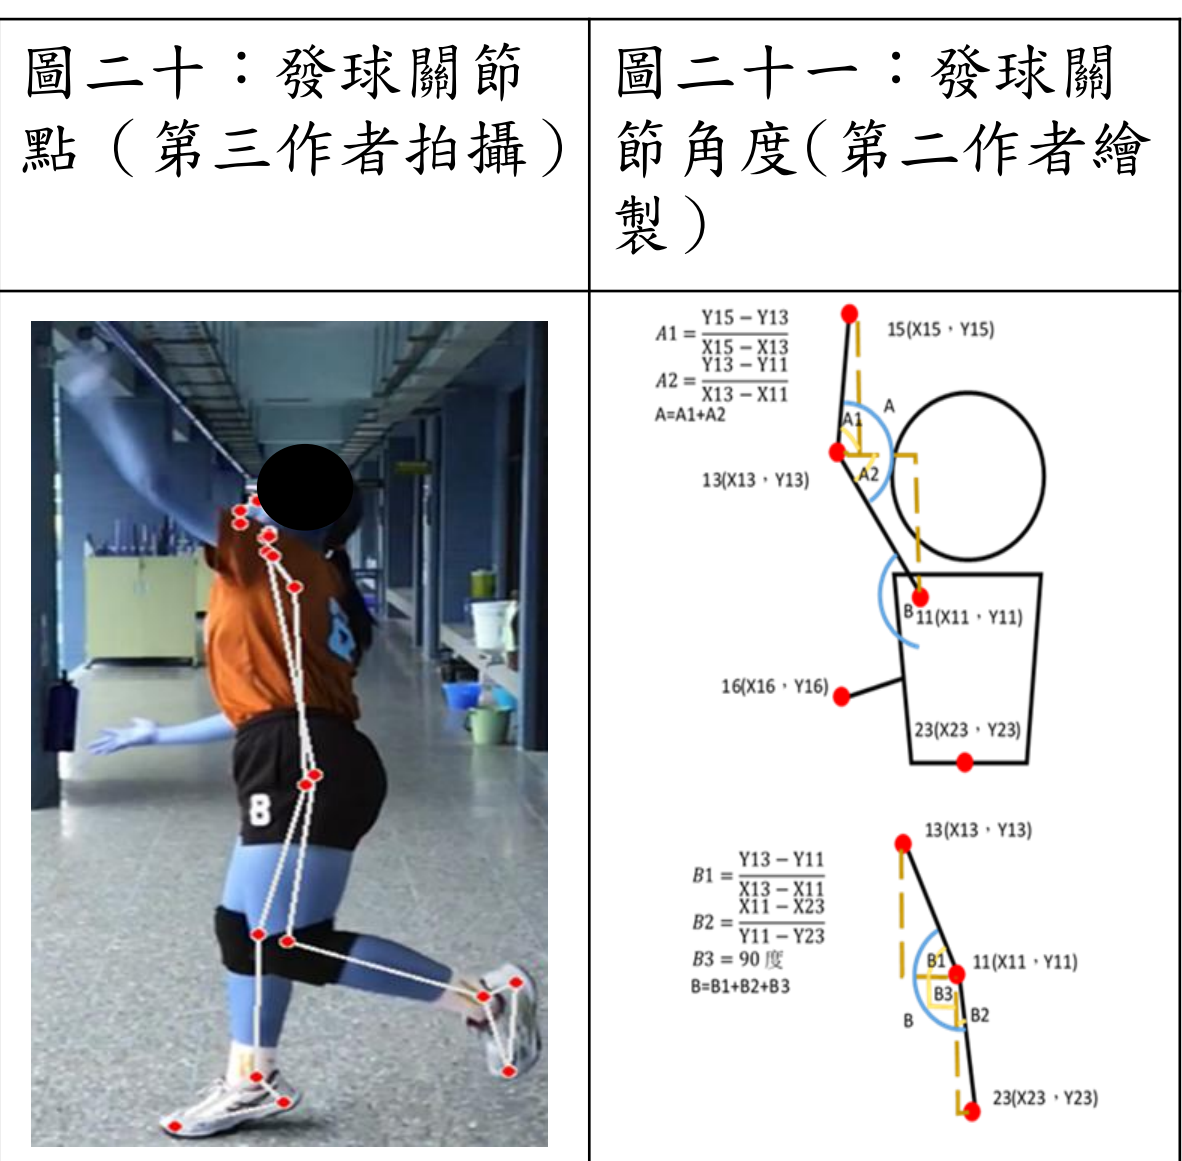 圖二十：發球關節
點（第三作者拍攝）
圖二十一：發球關
節角度(第二作者繪
製)
8
A1 = Y15 − Y13 / X15 − X13
A2 = Y13 − Y11 / X13 − X11
A=A1+A2
15(X15，Y15)
A
A1
A2
13(X13，Y13)
B
11(X11，Y11)
16(X16，Y16)
23(X23，Y23)
13(X13，Y13)
B1 = Y13 − Y11 / X13 − X11
B2 = X11 − X23 / Y11 − Y23
B3 = 90 度
B=B1+B2+B3
B1
11(X11，Y11)
B3
B2
B
23(X23，Y23)